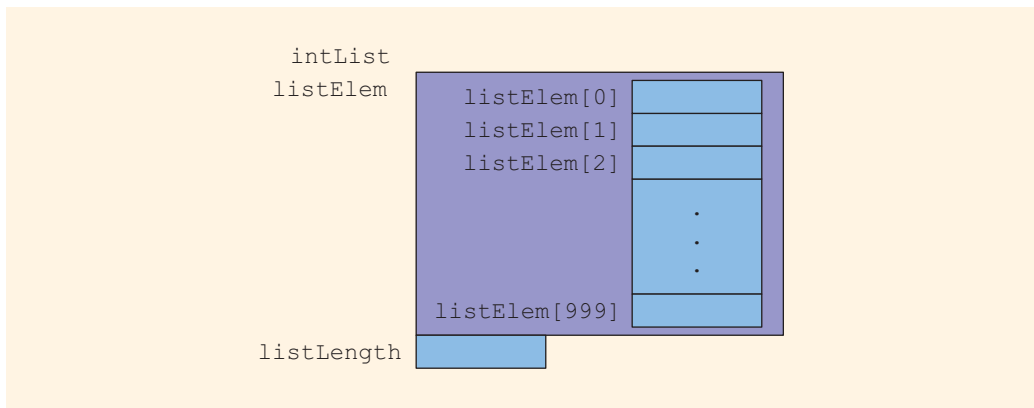 intList
listElem
listElem[0]
listElem[1]
listElem[2]
.
.
.
listElem[999]
listLength